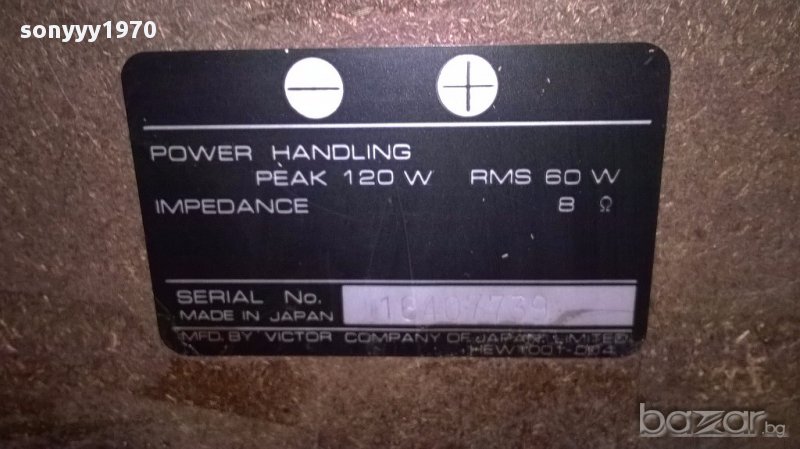 sonyyy1970
POWER HANDLING
PEAK 120 W RMS 60 W
IMPEDANCE 8 Ω
SERIAL No.
MADE IN JAPAN
MFD. BY VICTOR COMPANY OF JAPAN, LIMITED
bazar.bg